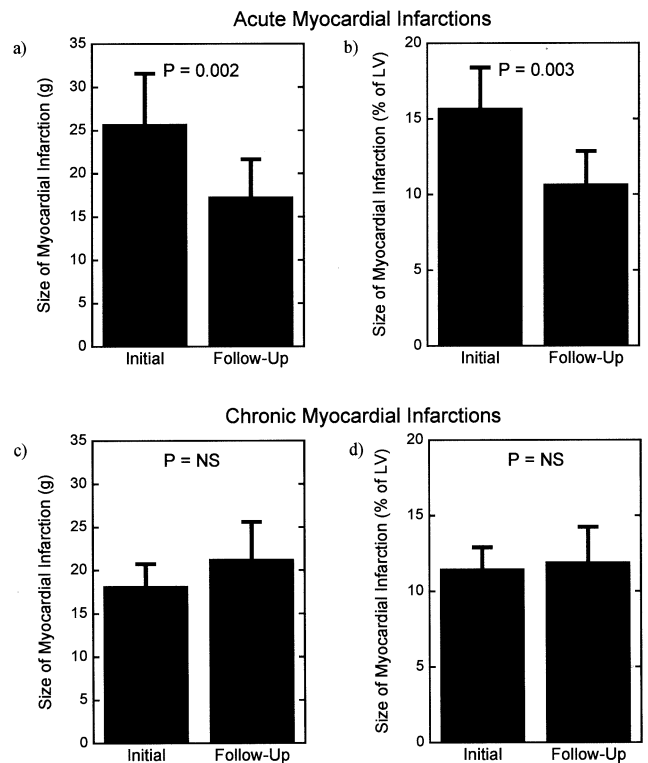 Acute Myocardial Infarctions
a)
Size of Myocardial Infarction (g)
35
30
25
20
15
10
5
0
P = 0.002
Initial
Follow-Up
b)
Size of Myocardial Infarction (% of LV)
20
15
10
5
0
P = 0.003
Initial
Follow-Up
Chronic Myocardial Infarctions
c)
Size of Myocardial Infarction (g)
35
30
25
20
15
10
5
0
P = NS
Initial
Follow-Up
d)
Size of Myocardial Infarction (% of LV)
20
15
10
5
0
P = NS
Initial
Follow-Up